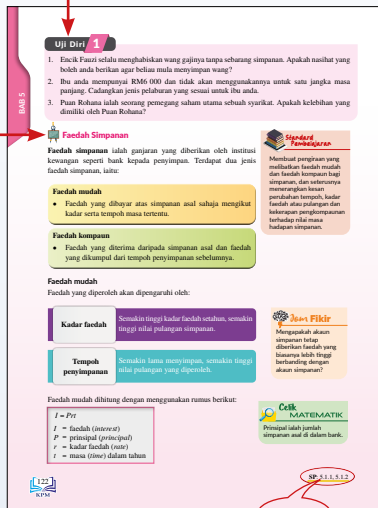 Uji Diri 1
1. Encik Fauzi selalu menghabiskan wang gajinya tanpa sebarang simpanan. Apakah nasihat yang
boleh anda berikan agar beliau mula menyimpan wang?
2. Ibu anda mempunyai RM6 000 dan tidak akan menggunakannya untuk satu jangka masa
panjang. Cadangkan jenis pelaburan yang sesuai untuk ibu anda.
3. Puan Rohana ialah seorang pemegang saham utama sebuah syarikat. Apakah kelebihan yang
dimiliki oleh Puan Rohana?
BAB 5
Faedah Simpanan
Faedah simpanan ialah ganjaran yang diberikan oleh institusi
kewangan seperti bank kepada penyimpan. Terdapat dua jenis
faedah simpanan, iaitu:
Faedah mudah
• Faedah yang dibayar atas simpanan asal sahaja mengikut
kadar serta tempoh masa tertentu.
Faedah kompaun
• Faedah yang diterima daripada simpanan asal dan faedah
yang dikumpul dari tempoh penyimpanan sebelumnya.
Standard
Pembelajaran
Membuat pengiraan yang
melibatkan faedah mudah
dan faedah kompaun bagi
simpanan, dan seterusnya
menerangkan kesan
perubahan tempoh, kadar
faedah atau pulangan dan
kekerapan pengkompaunan
terhadap nilai masa
hadapan simpanan.
Faedah mudah
Faedah yang diperoleh akan dipengaruhi oleh:
Kadar faedah
Semakin tinggi kadar faedah setahun, semakin
tinggi nilai pulangan simpanan.
Tempoh
penyimpanan
Semakin lama menyimpan, semakin tinggi
nilai pulangan yang diperoleh.
Jom Fikir
Mengapakah akaun
simpanan tetap
diberikan faedah yang
biasanya lebih tinggi
berbanding dengan
akaun simpanan?
Faedah mudah dihitung dengan menggunakan rumus berikut:
I = Prt
I = faedah (interest)
P = prinsipal (principal)
r = kadar faedah (rate)
t = masa (time) dalam tahun
Celik
MATEMATIK
Prinsipal ialah jumlah
simpanan asal di dalam bank.
122
KPM
SP: 5.1.1, 5.1.2